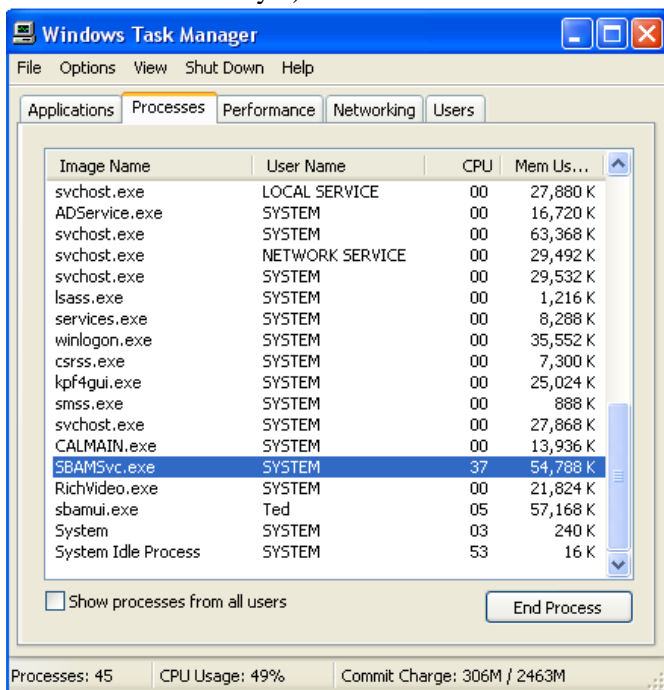 Windows Task Manager
File Options View Shut Down Help
Applications Processes Performance Networking Users
Image Name User Name CPU Mem Us...
svchost.exe LOCAL SERVICE 00 27,880 K
ADService.exe SYSTEM 00 16,720 K
svchost.exe SYSTEM 00 63,368 K
svchost.exe NETWORK SERVICE 00 29,492 K
svchost.exe SYSTEM 00 29,532 K
lsass.exe SYSTEM 00 1,216 K
services.exe SYSTEM 00 8,288 K
winlogon.exe SYSTEM 00 35,552 K
csrss.exe SYSTEM 00 7,300 K
kpf4gui.exe SYSTEM 00 25,024 K
smss.exe SYSTEM 00 888 K
svchost.exe SYSTEM 00 27,868 K
CALMAIN.exe SYSTEM 00 13,936 K
SBAMSvc.exe SYSTEM 37 54,788 K
RichVideo.exe SYSTEM 00 21,824 K
sbamui.exe Ted 05 57,168 K
System SYSTEM 03 240 K
System Idle Process SYSTEM 53 16 K
Show processes from all users End Process
Processes: 45 CPU Usage: 49% Commit Charge: 306M / 2463M